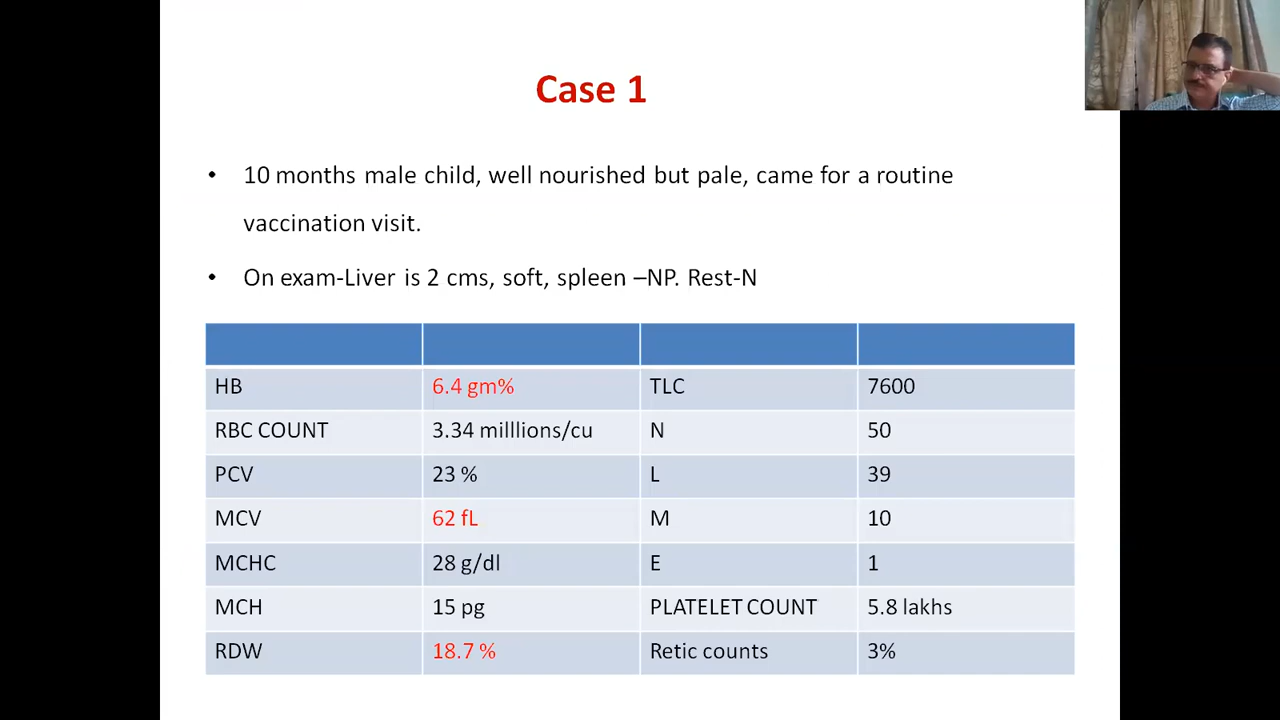 Case 1
• 10 months male child, well nourished but pale, came for a routine
vaccination visit.
• On exam-Liver is 2 cms, soft, spleen –NP. Rest-N
HB 6.4 gm% TLC 7600
RBC COUNT 3.34 milllions/cu N 50
PCV 23 % L 39
MCV 62 fL M 10
MCHC 28 g/dl E 1
MCH 15 pg PLATELET COUNT 5.8 lakhs
RDW 18.7 % Retic counts 3%